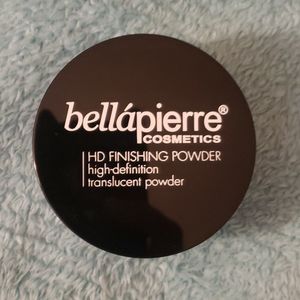 bellápierre®
COSMETICS
HD FINISHING POWDER
high-definition
translucent powder